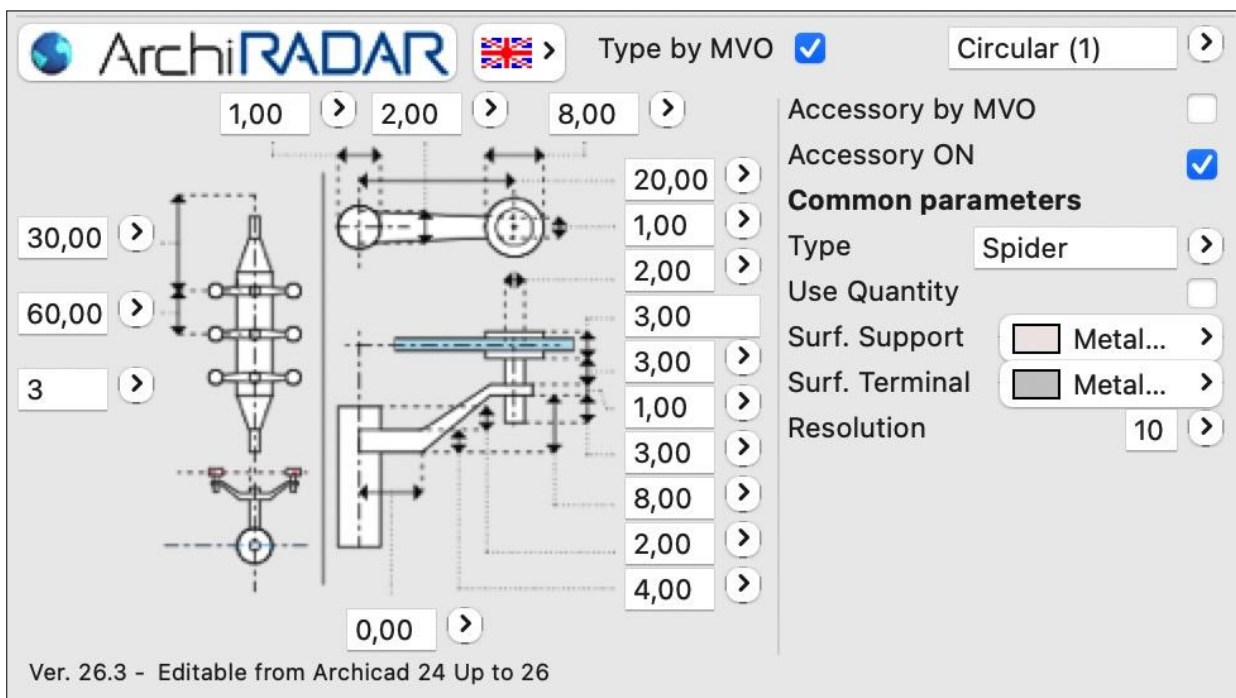 ArchiRADAR
Type by MVO
Circular (1)
1,00
2,00
8,00
30,00
60,00
3
20,00
1,00
2,00
3,00
3,00
1,00
3,00
8,00
2,00
4,00
0,00
Accessory by MVO
Accessory ON
Common parameters
Type
Spider
Use Quantity
Surf. Support
Metal...
Surf. Terminal
Metal...
Resolution
10
Ver. 26.3 - Editable from Archicad 24 Up to 26